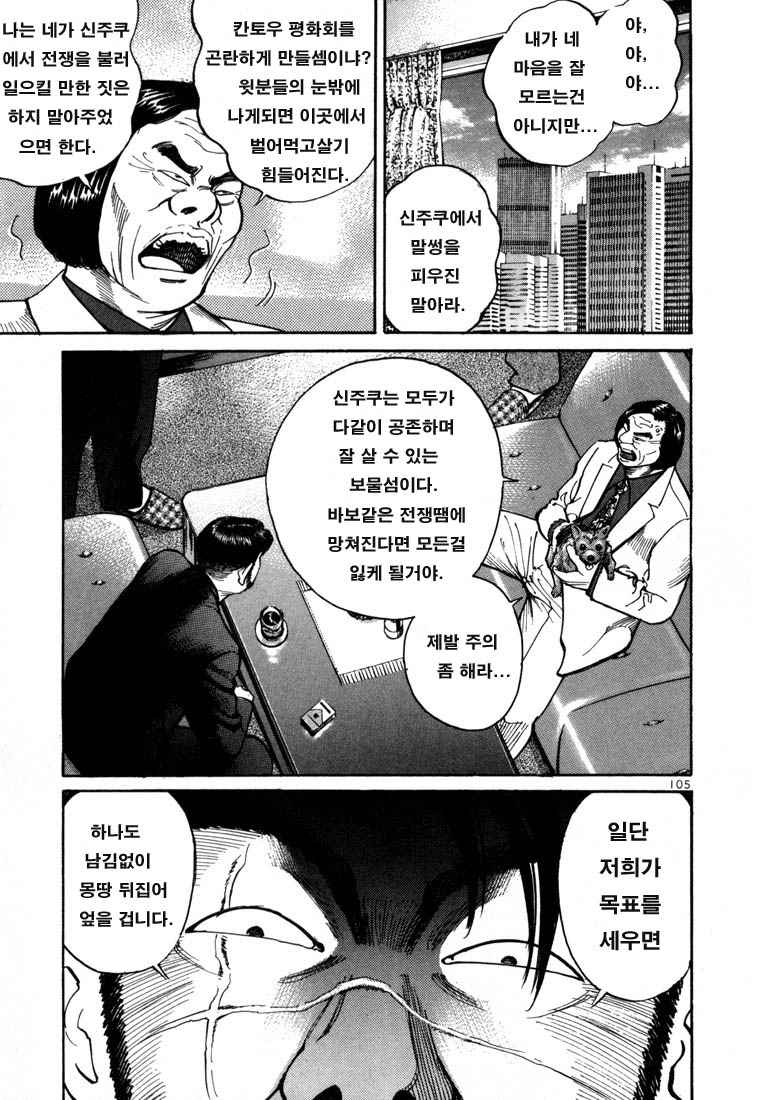 야,
야,
야...
내가 네
마음을 잘
모르는건
아니지만...
신주쿠에서
말썽을
피우진
말아라.
칸토우 평화회를
곤란하게 만들셈이냐?
윗분들의 눈밖에
나게되면 이곳에서
벌어먹고살기
힘들어진다.
나는 네가 신주쿠
에서 전쟁을 불러
일으킬 만한 짓은
하지 말아주었
으면 한다.
신주쿠는 모두가
다같이 공존하며
잘 살 수 있는
보물섬이다.
바보같은 전쟁땜에
망쳐진다면 모든걸
잃케 될거야.
제발 주의
좀 해라...
105
일단
저희가
목표를
세우면
하나도
남김없이
몽땅 뒤집어
엎을 겁니다.